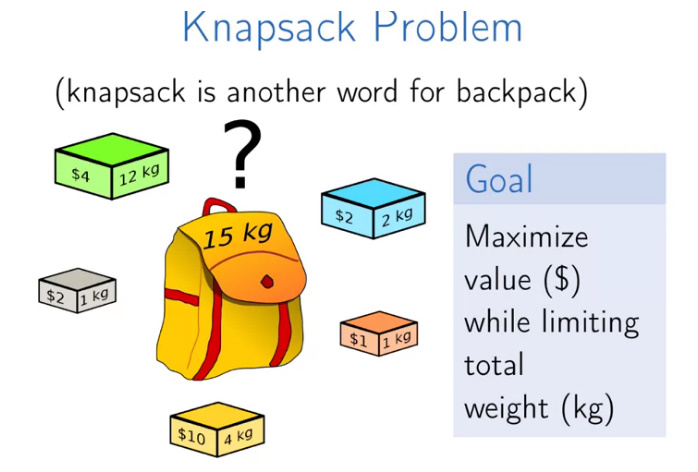 Knapsack Problem
(knapsack is another word for backpack)
?
$4 12 kg
15 kg
$2 2 kg
$2 1 kg
$1 1 kg
$10 4 kg
Goal
Maximize
value ($)
while limiting
total
weight (kg)